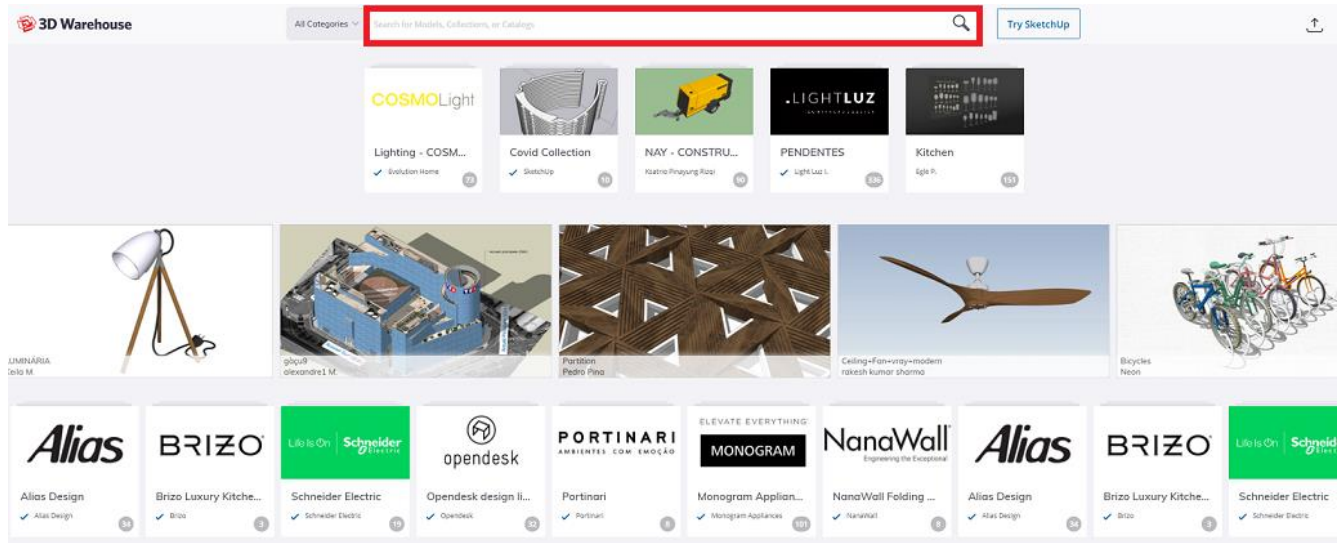 3D Warehouse
All Categories
Search for Models, Collections, or Catalogs
Try SketchUp
COSMOLight
.LIGHTLUZ
Lighting - COSM...
Evolution Home
73
Covid Collection
SketchUp
10
NAY - CONSTRU...
Ksatrio Pinayung Rizqi
90
PENDENTES
Light Luz I.
336
Kitchen
Egle P.
151
LUMINÁRIA
Keila M.
alexandre1 M.
Partition
Pedro Pina
Ceiling+Fan+vray+modern
rakesh kumar sharma
Bicycles
Neon
Alias
BRIZO
Life Is On
Schneider
Electric
opendesk
PORTINARI
AMBIENTES COM EMOÇÃO
ELEVATE EVERYTHING
MONOGRAM
NanaWall
Engineering the Exceptional
Alias
BRIZO
Life Is On
Schneid
Alias Design
Alias Design
34
Brizo Luxury Kitche...
Brizo
3
Schneider Electric
Schneider Electric
19
Opendesk design li...
Opendesk
32
Portinari
Portinari
8
Monogram Applian...
Monogram Appliances
101
NanaWall Folding ...
NanaWall
8
Alias Design
Alias Design
34
Brizo Luxury Kitche...
Brizo
3
Schneider Electric
Schneider Electric